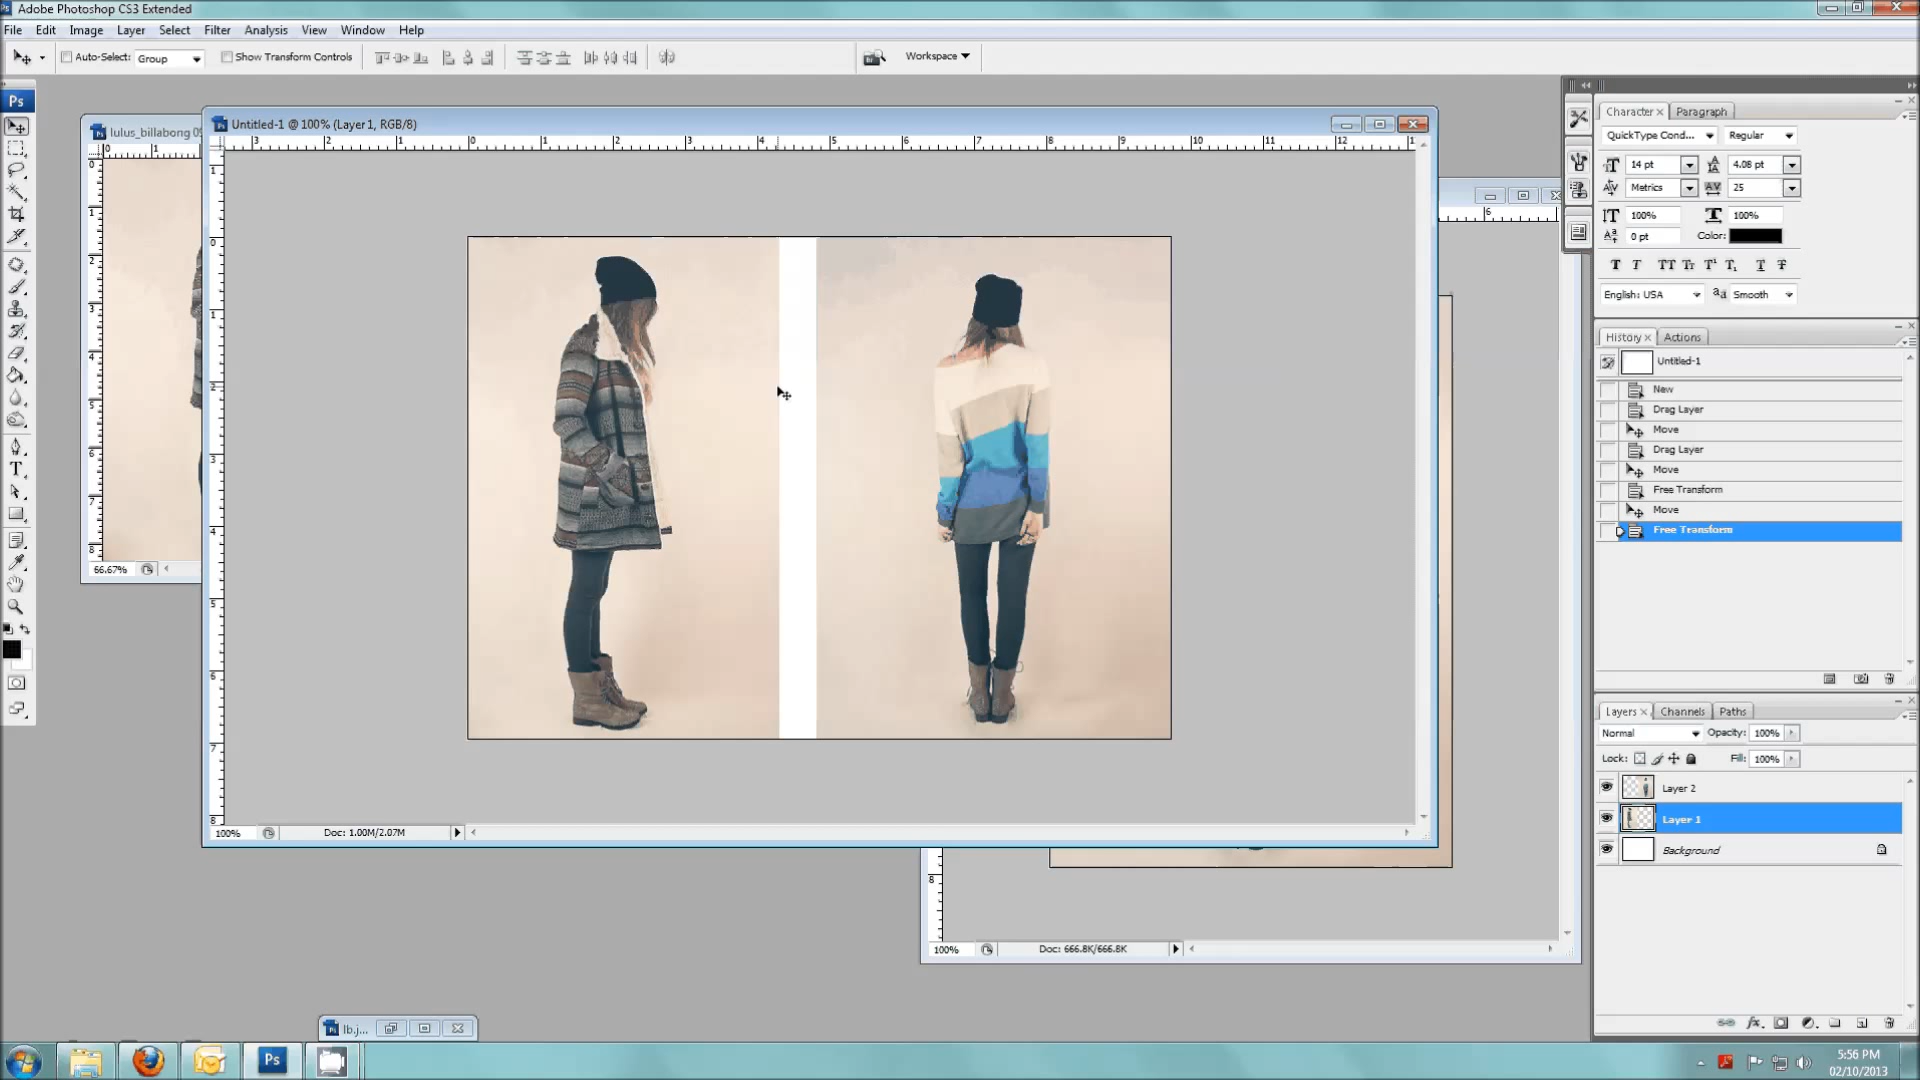 Adobe Photoshop CS3 Extended
File Edit Image Layer Select Filter Analysis View Window Help
Auto-Select: Group Show Transform Controls Workspace
Ps
lulus_billabong
Untitled-1 @ 100% (Layer 1, RGB/8)
Character Paragraph
QuickType Cond... Regular
14 pt 4.08 pt
Metrics 25
100% 100%
0 pt Color:
English: USA Smooth
History Actions
Untitled-1
New
Drag Layer
Move
Drag Layer
Move
Free Transform
Move
Free Transform
66.67%
Layers Channels Paths
Normal Opacity: 100%
Lock: Fill: 100%
Layer 2
Layer 1
Background
100% Doc: 1.00M/2.07M
100% Doc: 666.8K/666.8K
lb.j...
Ps
5:56 PM
02/10/2013